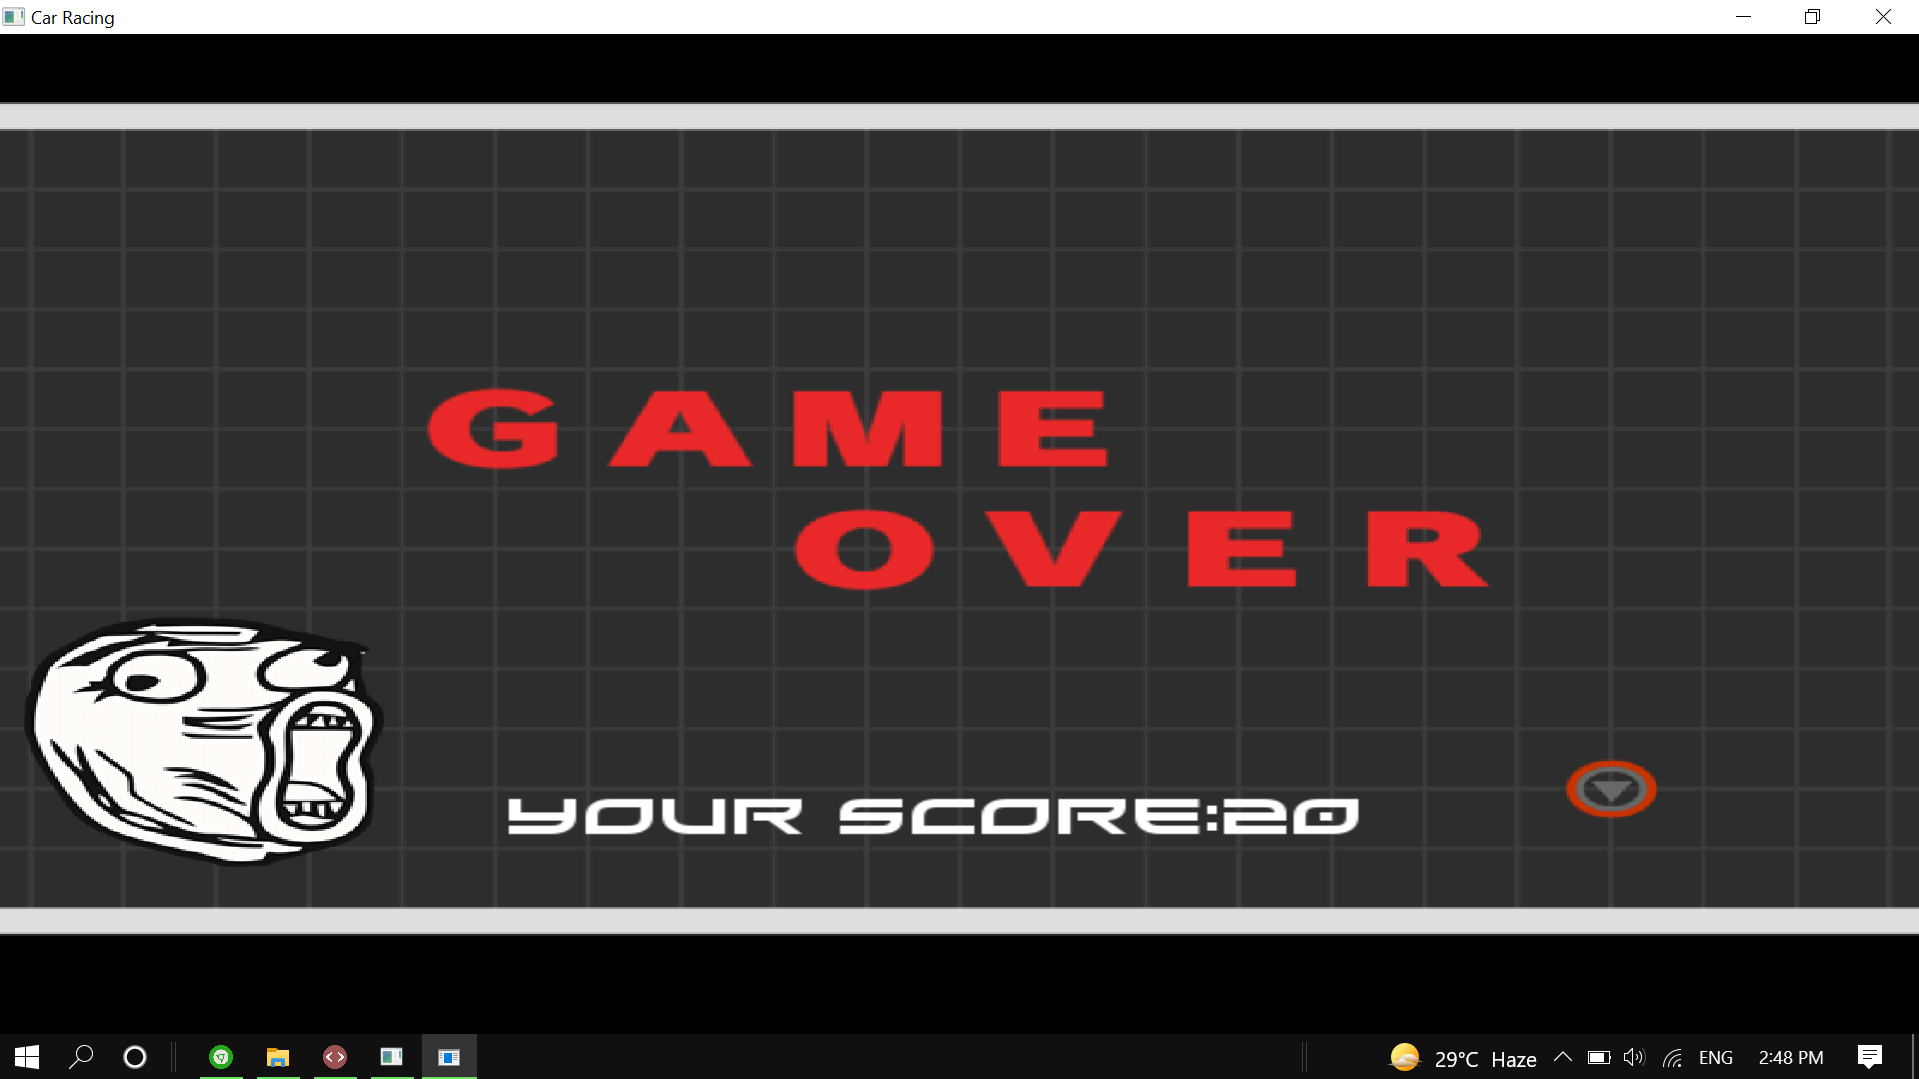 Car Racing
GAME
OVER
YOUR SCORE:20
29°C Haze ENG 2:48 PM